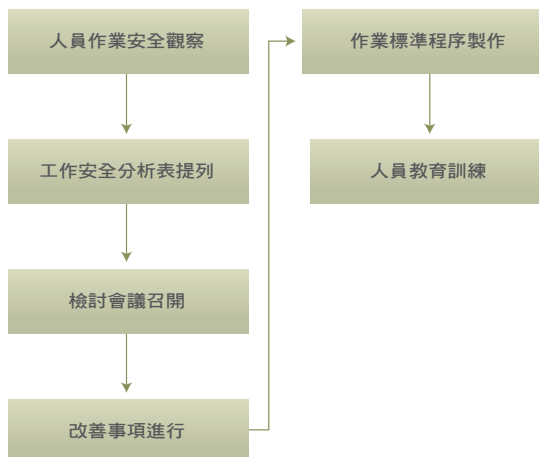 人員作業安全觀察
工作安全分析表提列
檢討會議召開
改善事項進行
作業標準程序製作
人員教育訓練